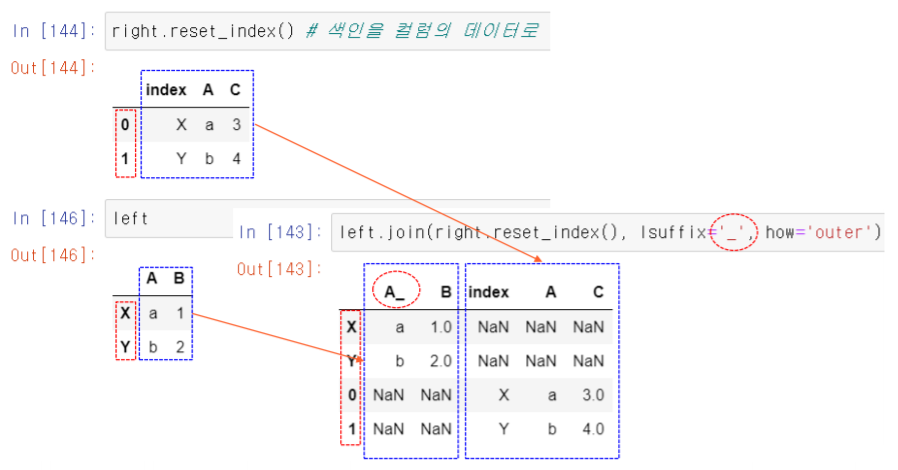 In [144]: right.reset_index() # 색인을 컬럼의 데이터로
Out[144]:
index A C
0 X a 3
1 Y b 4
In [146]: left
Out[146]:
A B
X a 1
Y b 2
In [143]: left.join(right.reset_index(), lsuffix='_', how='outer')
Out[143]:
A_ B index A C
X a 1.0 NaN NaN NaN
Y b 2.0 NaN NaN NaN
0 NaN NaN X a 3.0
1 NaN NaN Y b 4.0